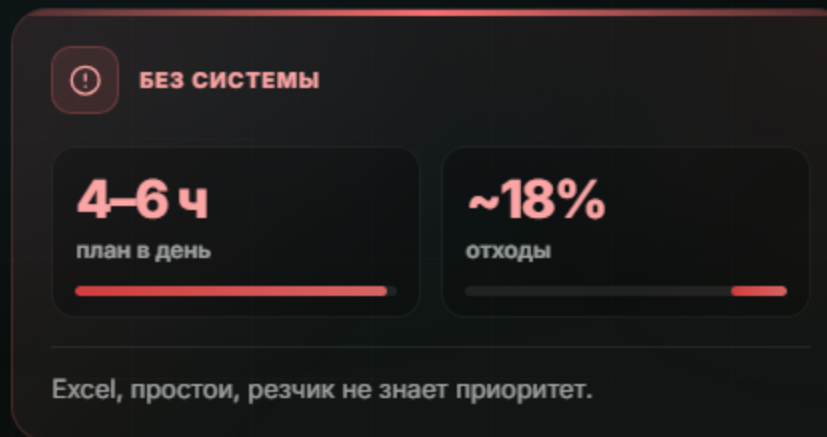 БЕЗ СИСТЕМЫ
4–6 ч
план в день
~18%
отходы
Excel, простои, резчик не знает приоритет.